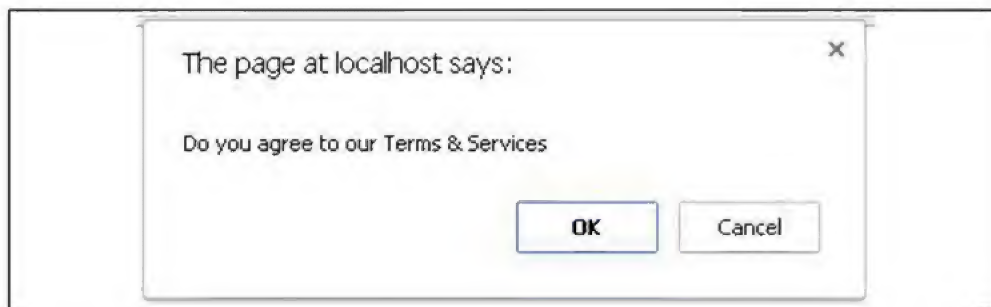 The page at localhost says:
Do you agree to our Terms & Services
OK
Cancel